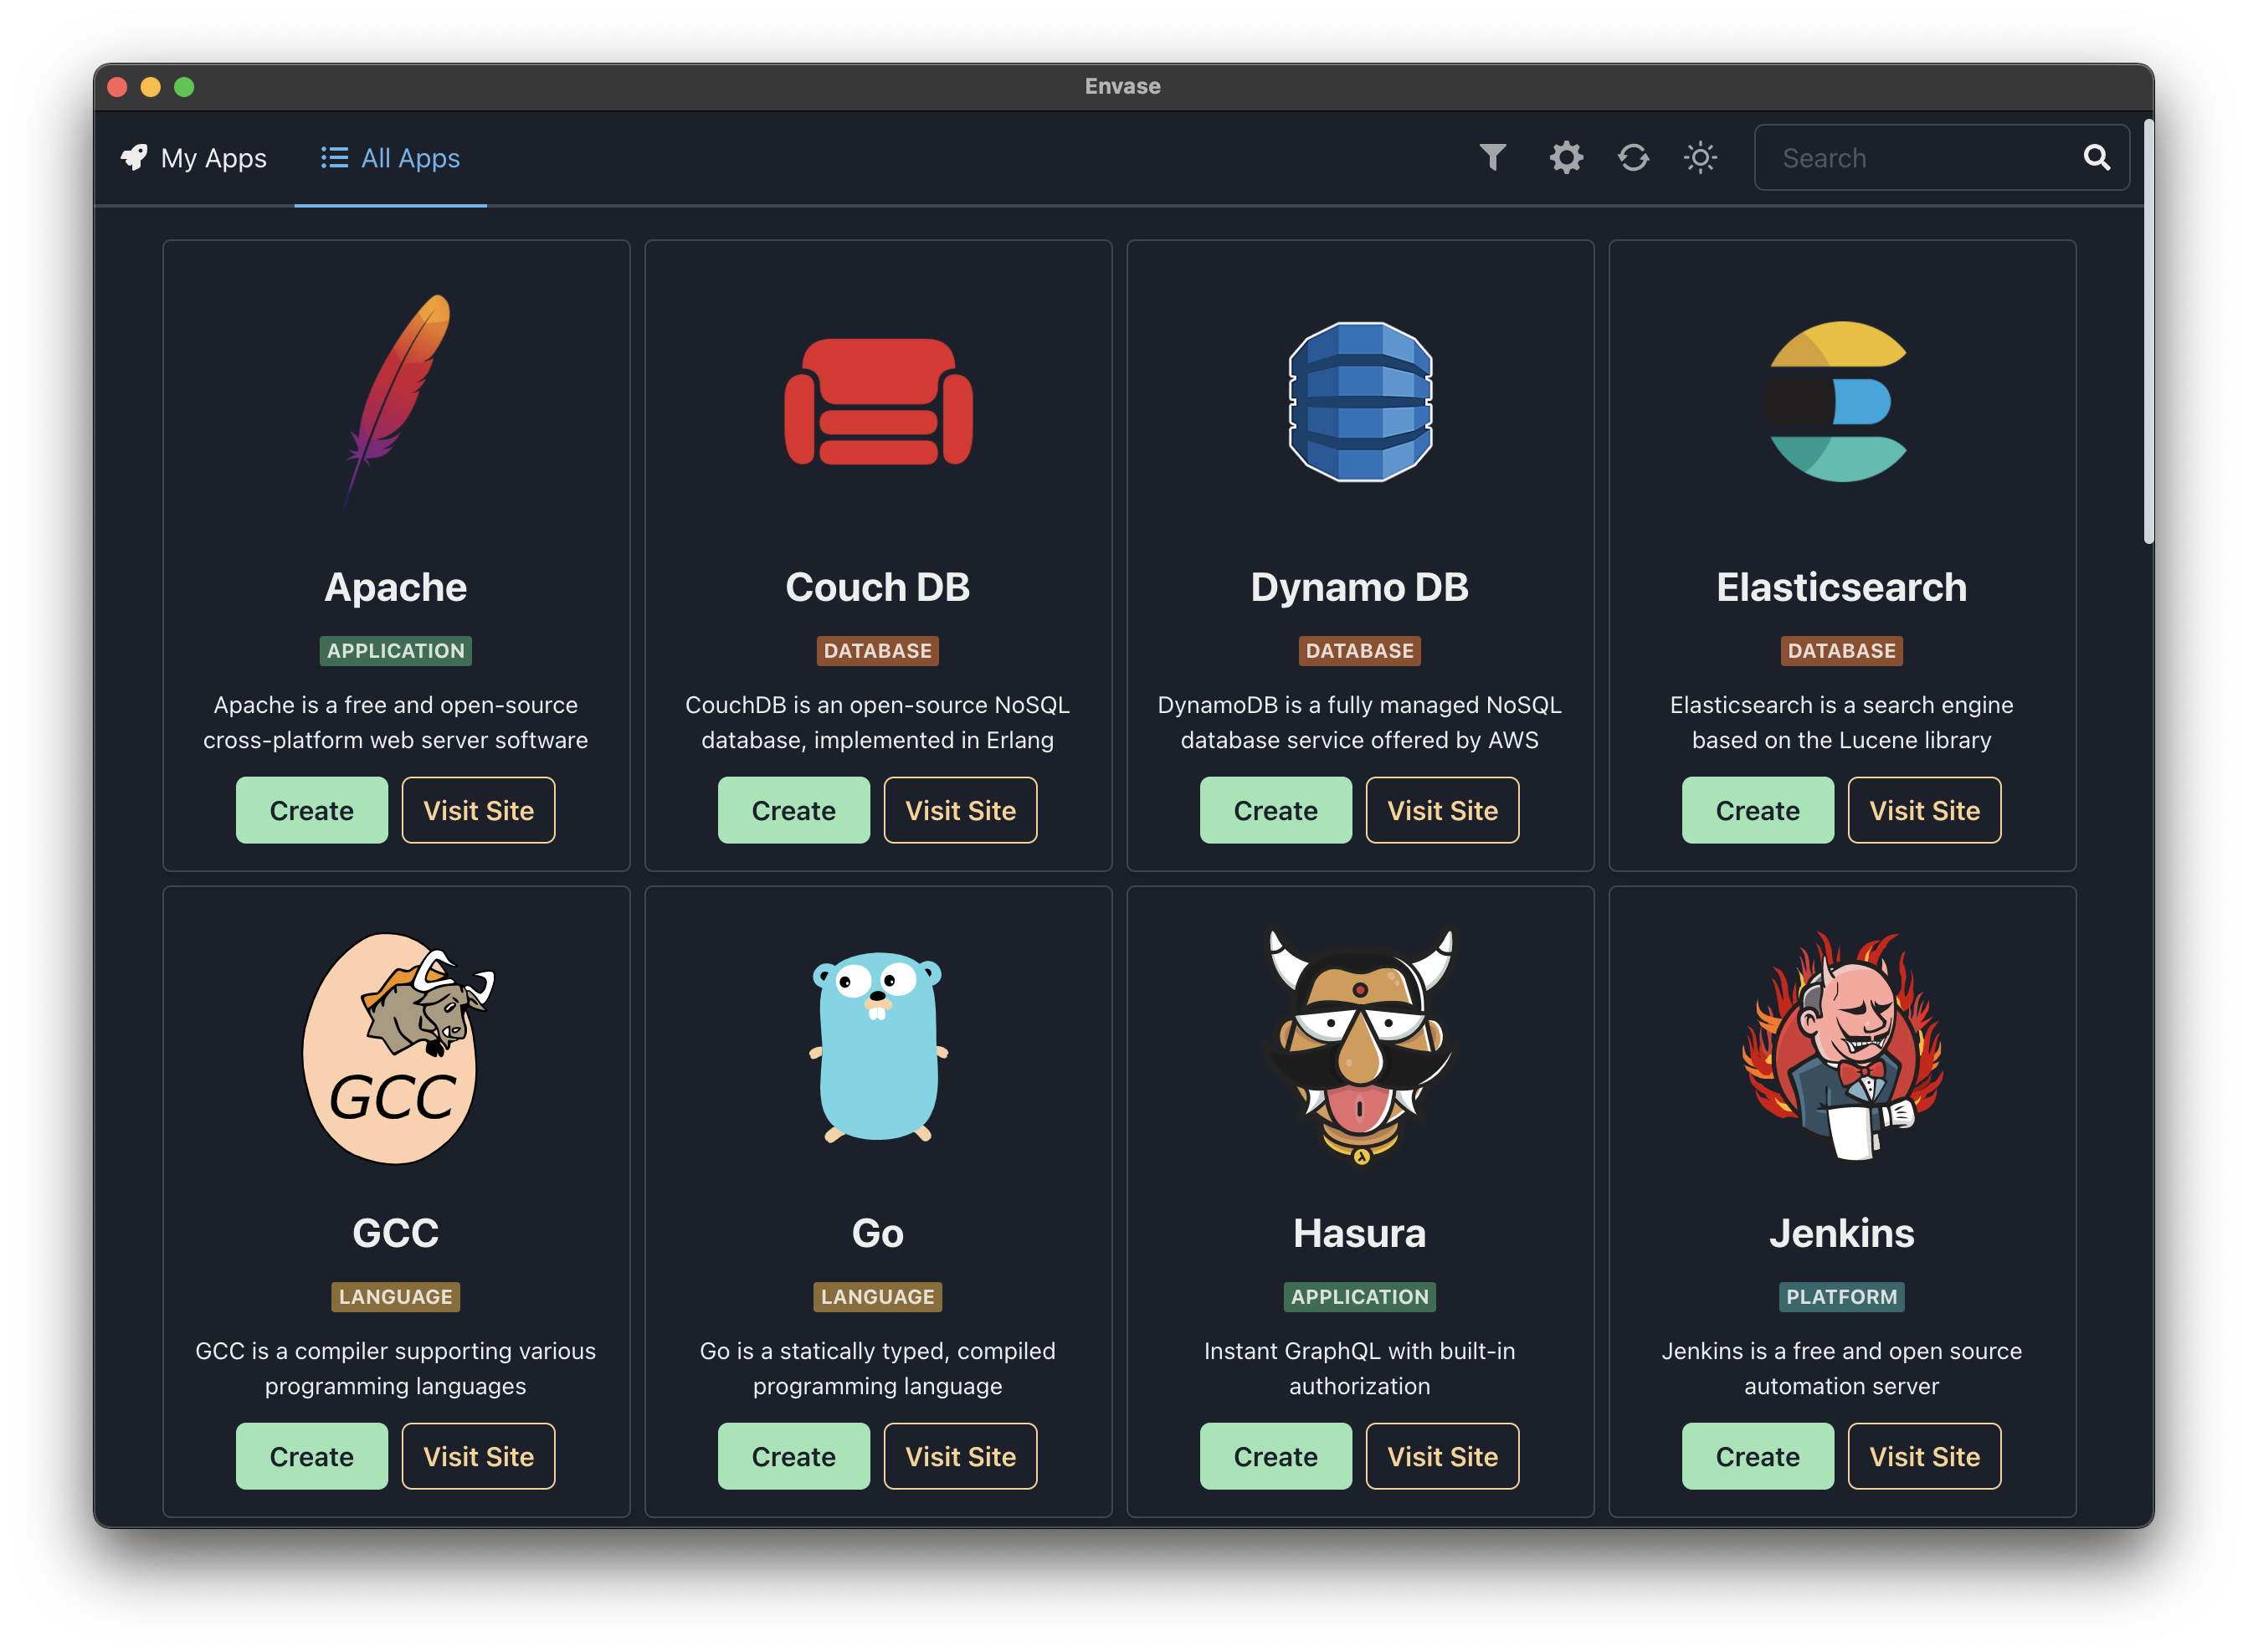 Envase
My Apps
All Apps
Search
Apache
APPLICATION
Apache is a free and open-source
cross-platform web server software
Create
Visit Site
Couch DB
DATABASE
CouchDB is an open-source NoSQL
database, implemented in Erlang
Create
Visit Site
Dynamo DB
DATABASE
DynamoDB is a fully managed NoSQL
database service offered by AWS
Create
Visit Site
Elasticsearch
DATABASE
Elasticsearch is a search engine
based on the Lucene library
Create
Visit Site
GCC
GCC
LANGUAGE
GCC is a compiler supporting various
programming languages
Create
Visit Site
Go
LANGUAGE
Go is a statically typed, compiled
programming language
Create
Visit Site
Hasura
APPLICATION
Instant GraphQL with built-in
authorization
Create
Visit Site
Jenkins
PLATFORM
Jenkins is a free and open source
automation server
Create
Visit Site